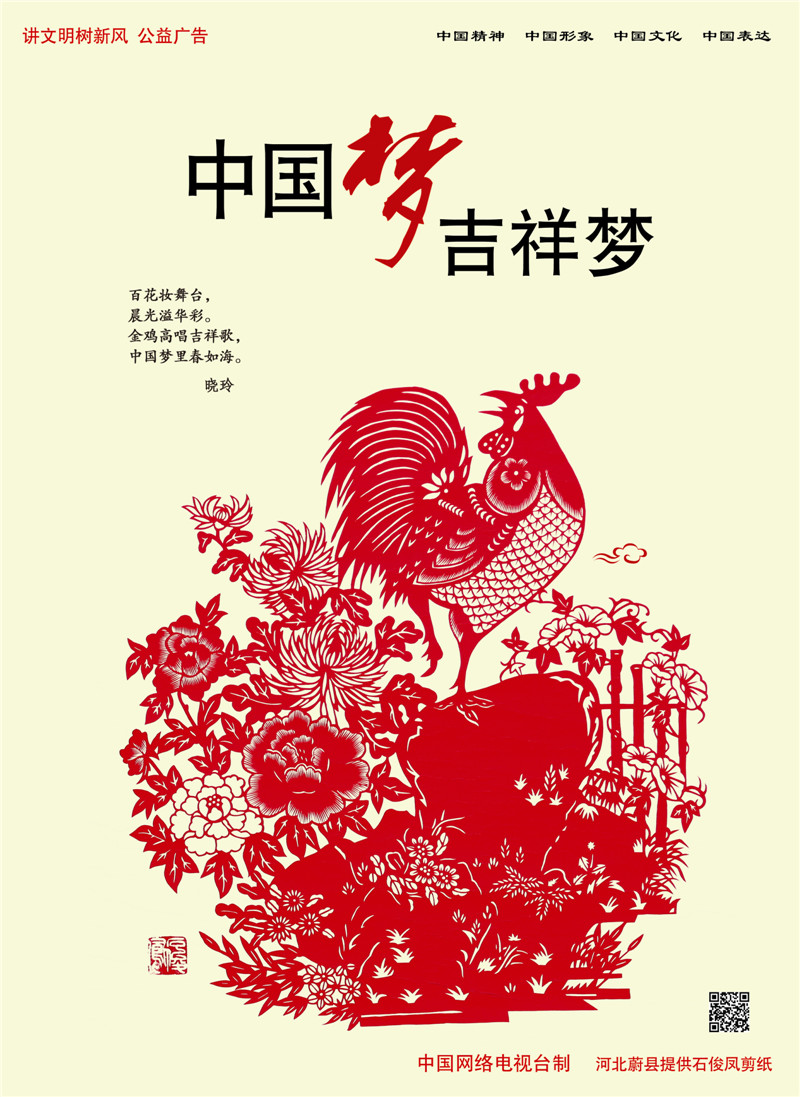 讲文明树新风 公益广告
中国精神 中国形象 中国文化 中国表达
中国梦
吉祥梦
百花妆舞台，
晨光溢华彩。
金鸡高唱吉祥歌，
中国梦里春如海。
晓玲
中国网络电视台制 河北蔚县提供石俊凤剪纸